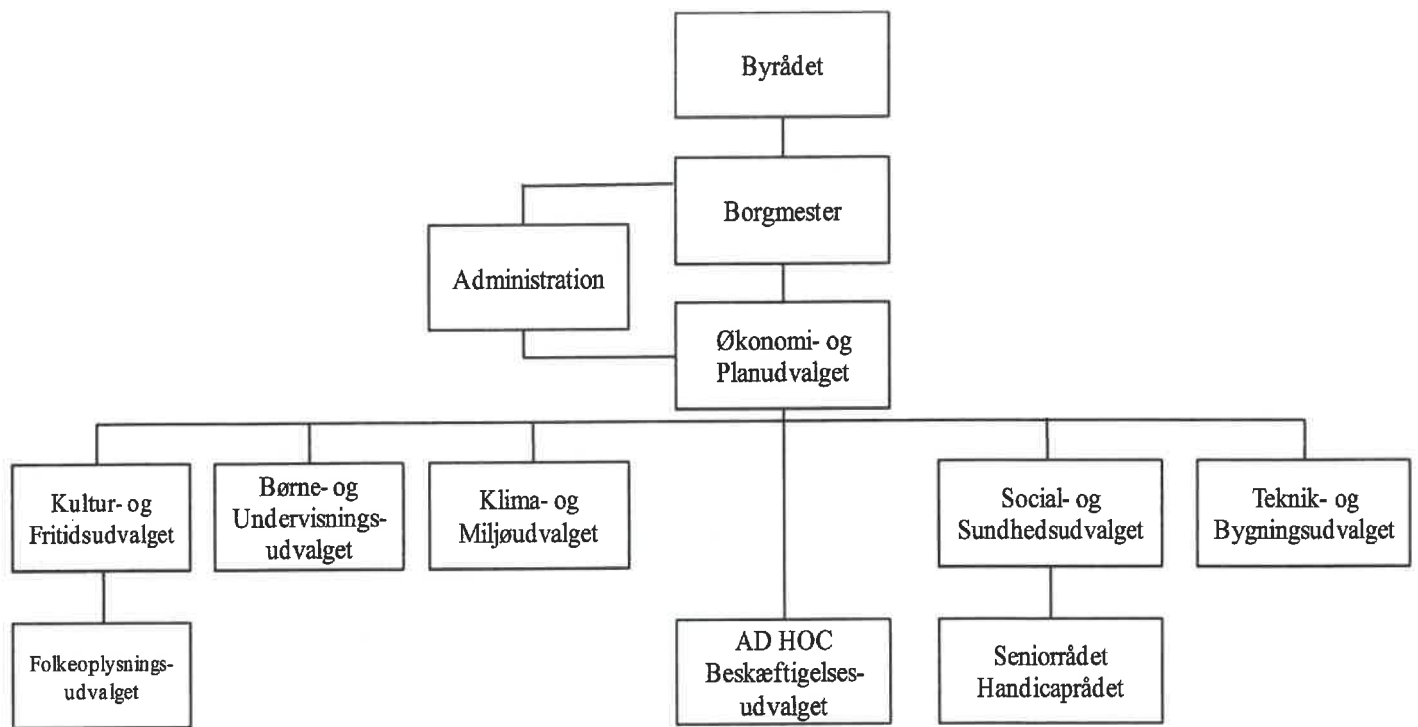 Byrådet
Borgmester
Administration
Økonomi- og
Planudvalget
Kultur- og
Fritidsudvalget
Børne- og
Undervisnings-
udvalget
Klima- og
Miljøudvalget
Social- og
Sundhedsudvalget
Teknik- og
Bygningsudvalget
Folkeoplysnings-
udvalget
AD HOC
Beskæftigelses-
udvalget
Seniorrådet
Handicaprådet